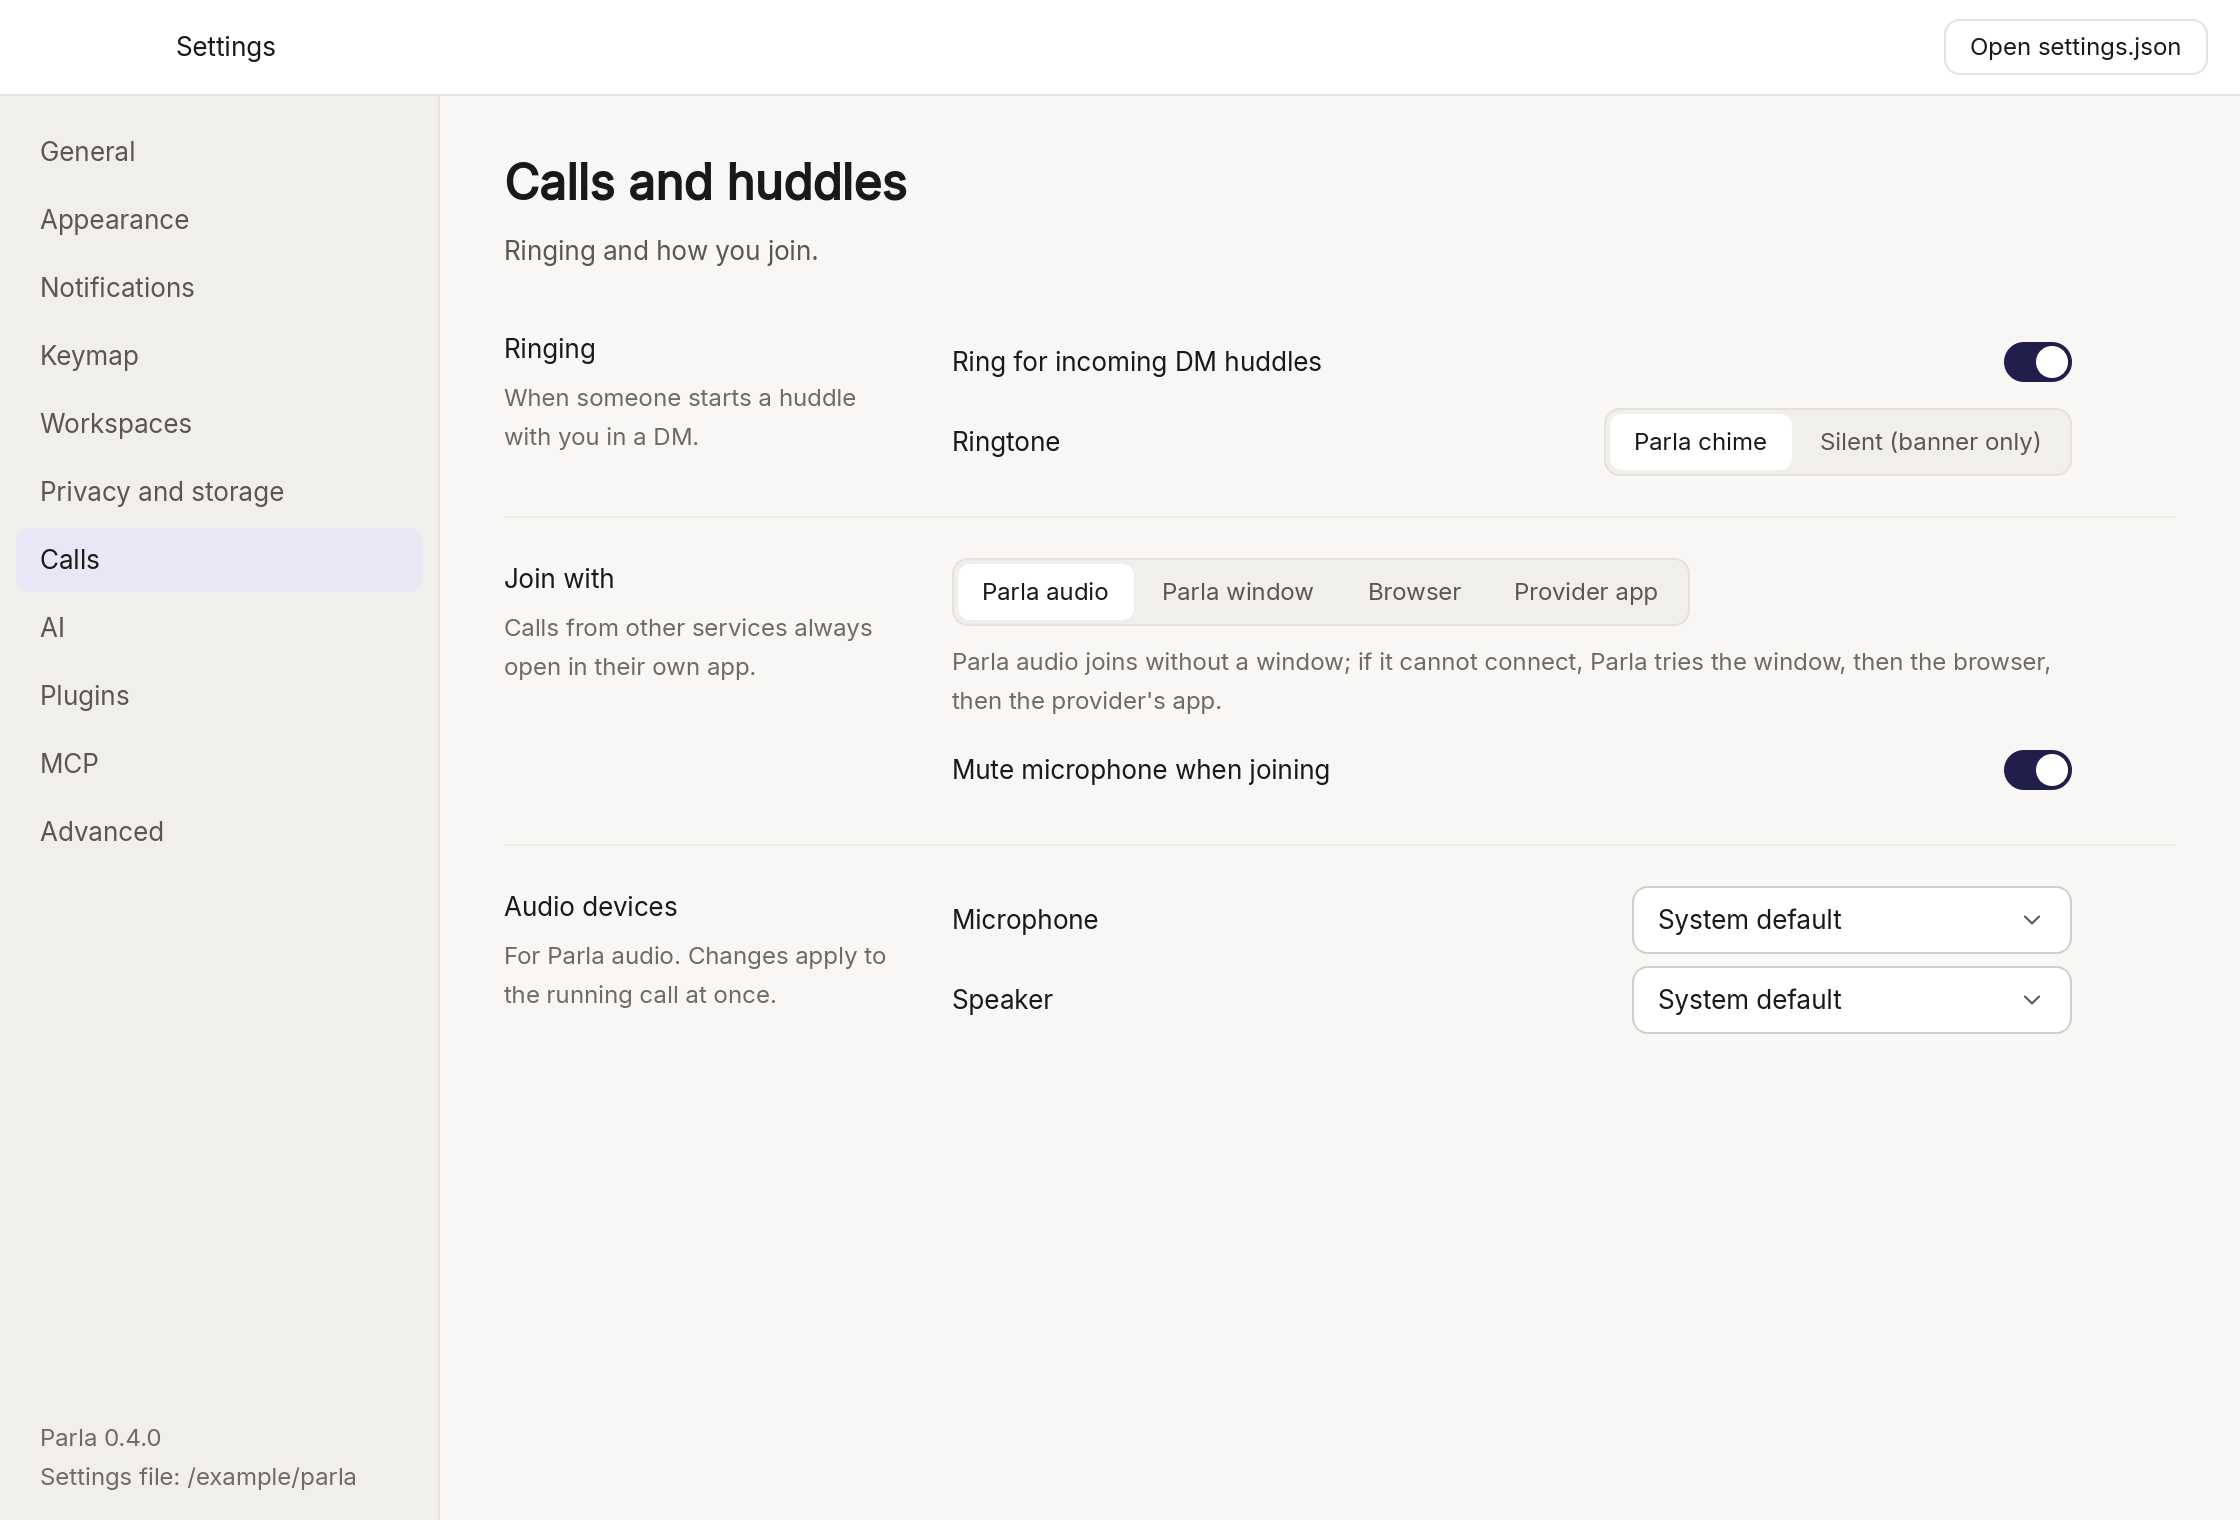 Settings
Open settings.json
General
Appearance
Notifications
Keymap
Workspaces
Privacy and storage
Calls
AI
Plugins
MCP
Advanced
Parla 0.4.0
Settings file: /example/parla
Calls and huddles
Ringing and how you join.
Ringing
When someone starts a huddle
with you in a DM.
Ring for incoming DM huddles
Ringtone
Parla chime
Silent (banner only)
Join with
Calls from other services always
open in their own app.
Parla audio
Parla window
Browser
Provider app
Parla audio joins without a window; if it cannot connect, Parla tries the window, then the browser,
then the provider's app.
Mute microphone when joining
Audio devices
For Parla audio. Changes apply to
the running call at once.
Microphone
System default
Speaker
System default